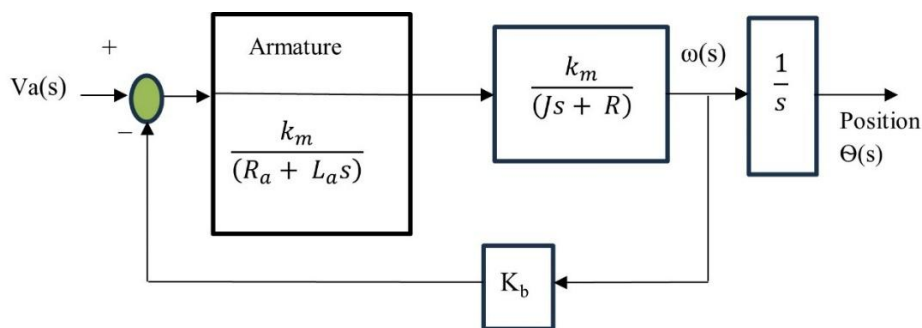 +
Va(s)
−
Armature
k_m
(R_a + L_a s)
k_m
(Js + R)
ω(s)
1
s
Position
Θ(s)
K_b